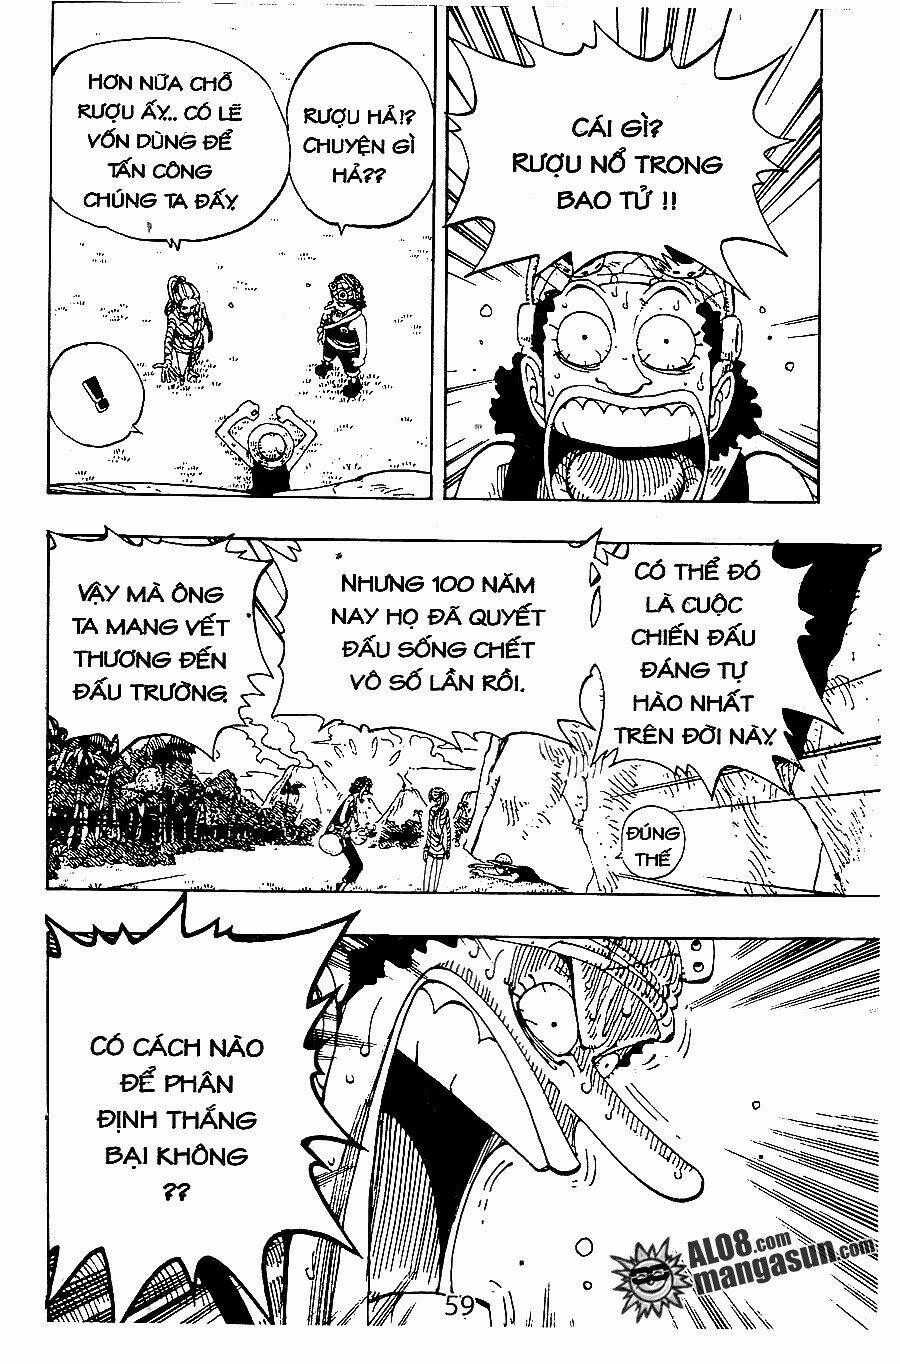 CÁI GÌ?
RƯỢU NỔ TRONG
BAO TỬ !!
RƯỢU HẢ!?
CHUYỆN GÌ
HẢ??
HƠN NỮA CHỖ
RƯỢU ẤY... CÓ LẼ
VỐN DÙNG ĐỂ
TẤN CÔNG
CHÚNG TA ĐẤY.
!
CÓ THỂ ĐÓ
LÀ CUỘC
CHIẾN ĐẤU
ĐÁNG TỰ
HÀO NHẤT
TRÊN ĐỜI NÀY.
ĐÚNG
THẾ
NHƯNG 100 NĂM
NAY HỌ ĐÃ QUYẾT
ĐẤU SỐNG CHẾT
VÔ SỐ LẦN RỒI.
VẬY MÀ ÔNG
TA MANG VẾT
THƯƠNG ĐẾN
ĐẤU TRƯỜNG.
CÓ CÁCH NÀO
ĐỂ PHÂN
ĐỊNH THẮNG
BẠI KHÔNG
??
59
ALO8.com
mangasun.com